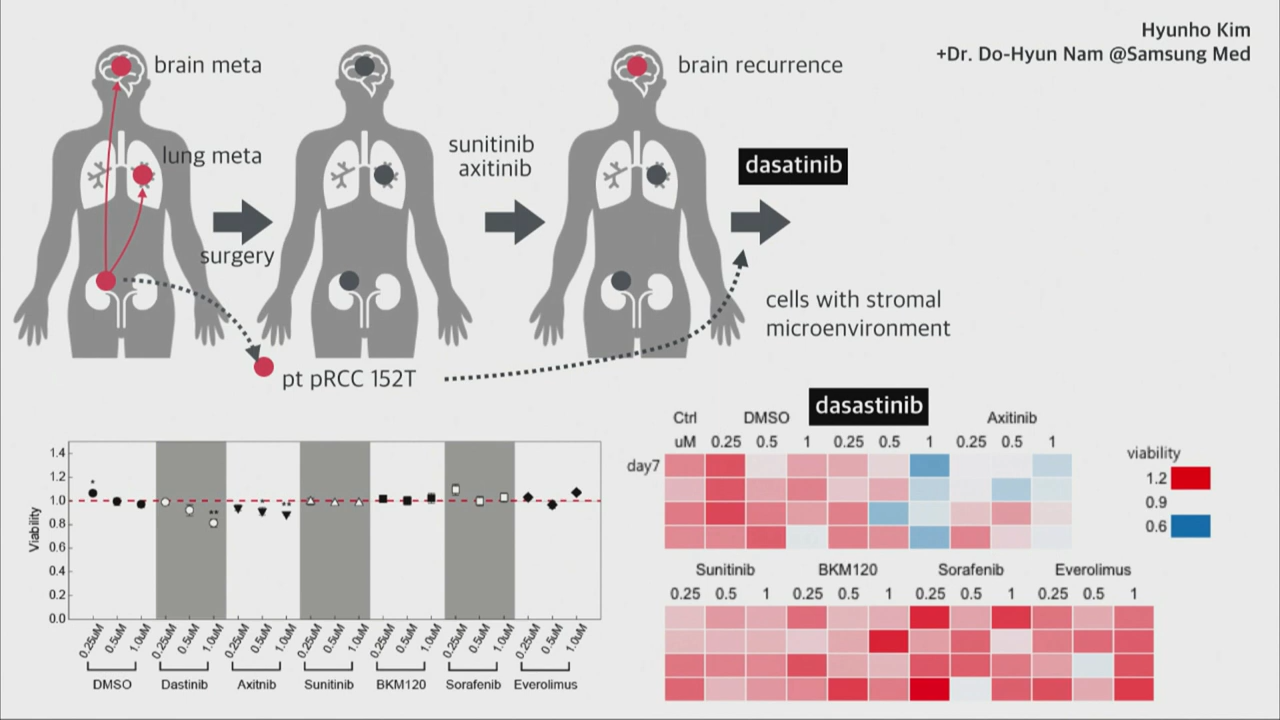 Hyunho Kim
+Dr. Do-Hyun Nam @Samsung Med
brain meta
lung meta
surgery
sunitinib
axitinib
brain recurrence
dasatinib
cells with stromal
microenvironment
pt pRCC 152T
Viability
1.4
1.2
1.0
0.8
0.6
0.4
0.2
0.0
* ** * **
0.25uM 0.5uM 1.0uM 0.25uM 0.5uM 1.0uM 0.25uM 0.5uM 1.0uM 0.25uM 0.5uM 1.0uM 0.25uM 0.5uM 1.0uM 0.25uM 0.5uM 1.0uM 0.25uM 0.5uM 1.0uM
DMSO Dastinib Axitnib Sunitinib BKM120 Sorafenib Everolimus
dasastinib
Ctrl DMSO Axitinib
uM 0.25 0.5 1 0.25 0.5 1 0.25 0.5 1
day7
viability
1.2
0.9
0.6
Sunitinib BKM120 Sorafenib Everolimus
0.25 0.5 1 0.25 0.5 1 0.25 0.5 1 0.25 0.5 1